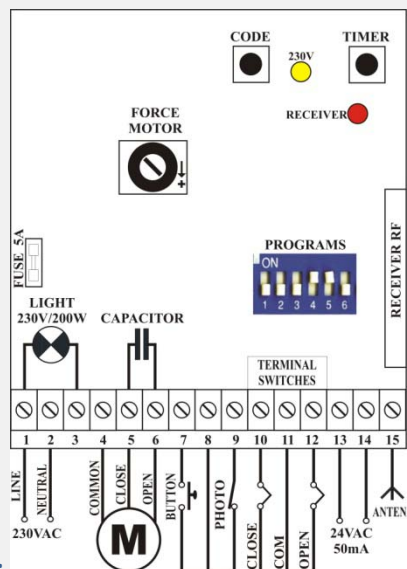 CODE
TIMER
230V
RECEIVER
FORCE
MOTOR
+
FUSE 5A
PROGRAMS
ON
1 2 3 4 5 6
RECEIVER RF
LIGHT
230V/200W
CAPACITOR
TERMINAL
SWITCHES
1 2 3 4 5 6 7 8 9 10 11 12 13 14 15
LINE
NEUTRAL
COMMON
CLOSE
OPEN
BUTTON
PHOTO
CLOSE
COM
OPEN
ANTEN
230VAC
M
24VAC
50mA